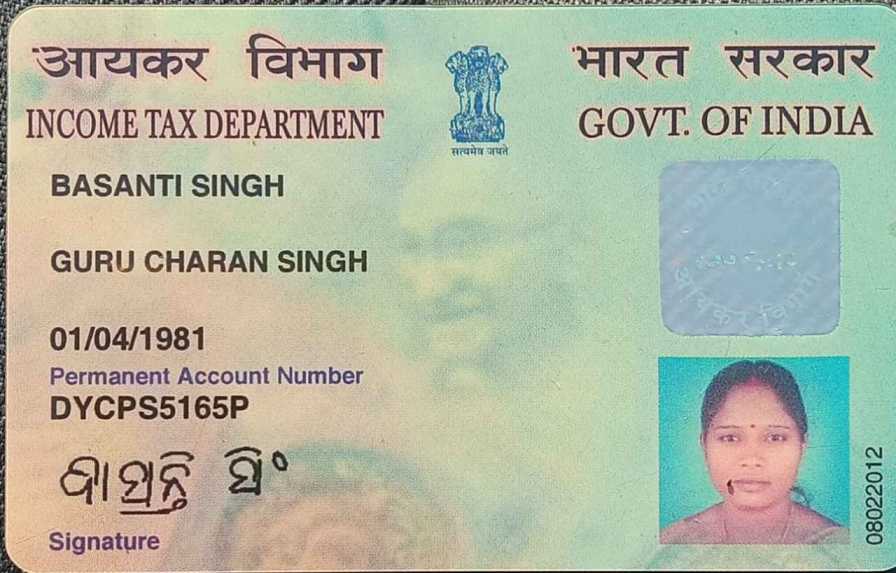 आयकर विभाग
INCOME TAX DEPARTMENT
सत्यमेव जयते
भारत सरकार
GOVT. OF INDIA
BASANTI SINGH
GURU CHARAN SINGH
01/04/1981
Permanent Account Number
DYCPS5165P
ବାସନ୍ତି ସିଂ
Signature
आयकर विभाग
08022012